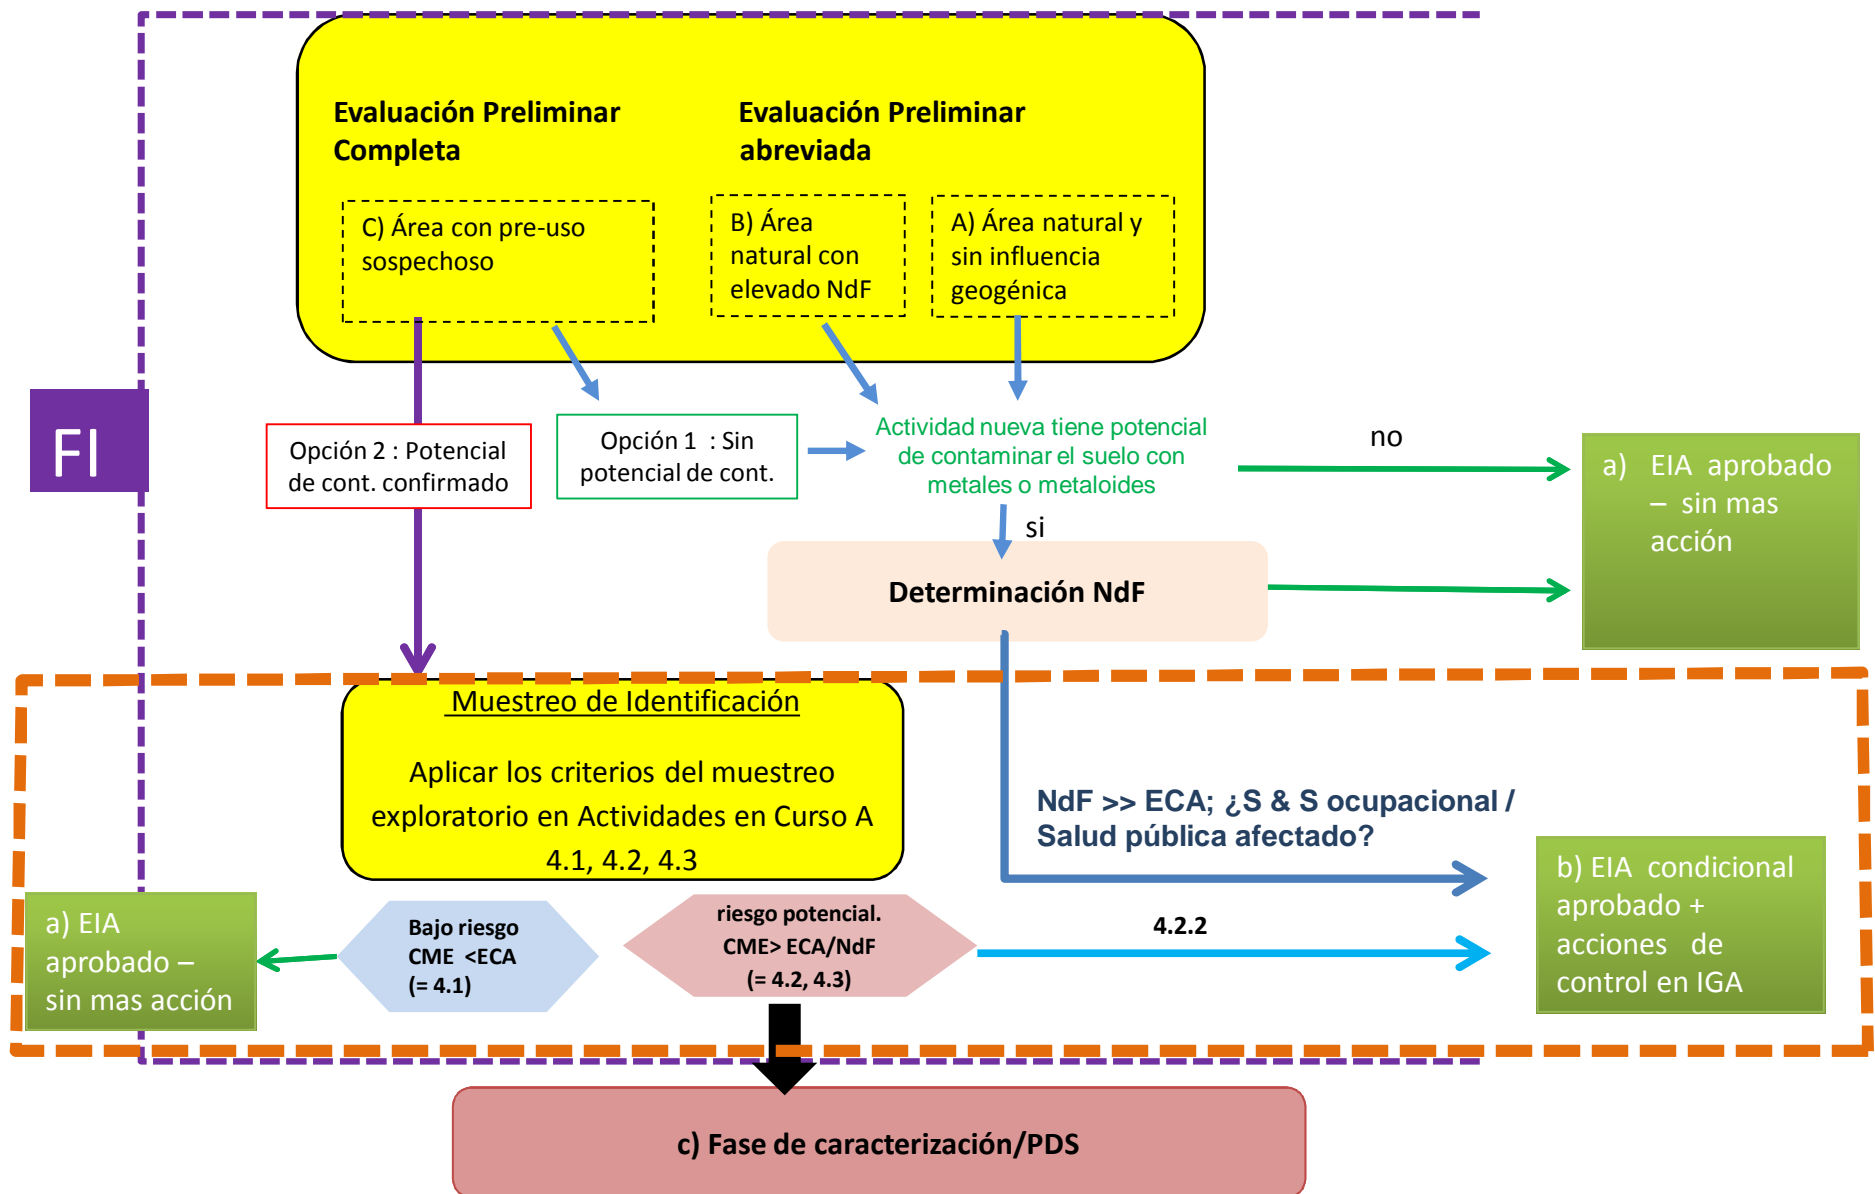 Evaluación Preliminar
Completa
Evaluación Preliminar
abreviada
C) Área con pre-uso
sospechoso
B) Área
natural con
elevado NdF
A) Área natural y
sin influencia
geogénica
FI
Opción 2 : Potencial
de cont. confirmado
Opción 1 : Sin
potencial de cont.
Actividad nueva tiene potencial
de contaminar el suelo con
metales o metaloides
no
si
a) EIA aprobado
– sin mas
acción
Determinación NdF
Muestreo de Identificación
Aplicar los criterios del muestreo
exploratorio en Actividades en Curso A
4.1, 4.2, 4.3
NdF >> ECA; ¿S & S ocupacional /
Salud pública afectado?
a) EIA
aprobado –
sin mas acción
Bajo riesgo
CME <ECA
(= 4.1)
riesgo potencial.
CME> ECA/NdF
(= 4.2, 4.3)
4.2.2
b) EIA condicional
aprobado +
acciones de
control en IGA
c) Fase de caracterización/PDS